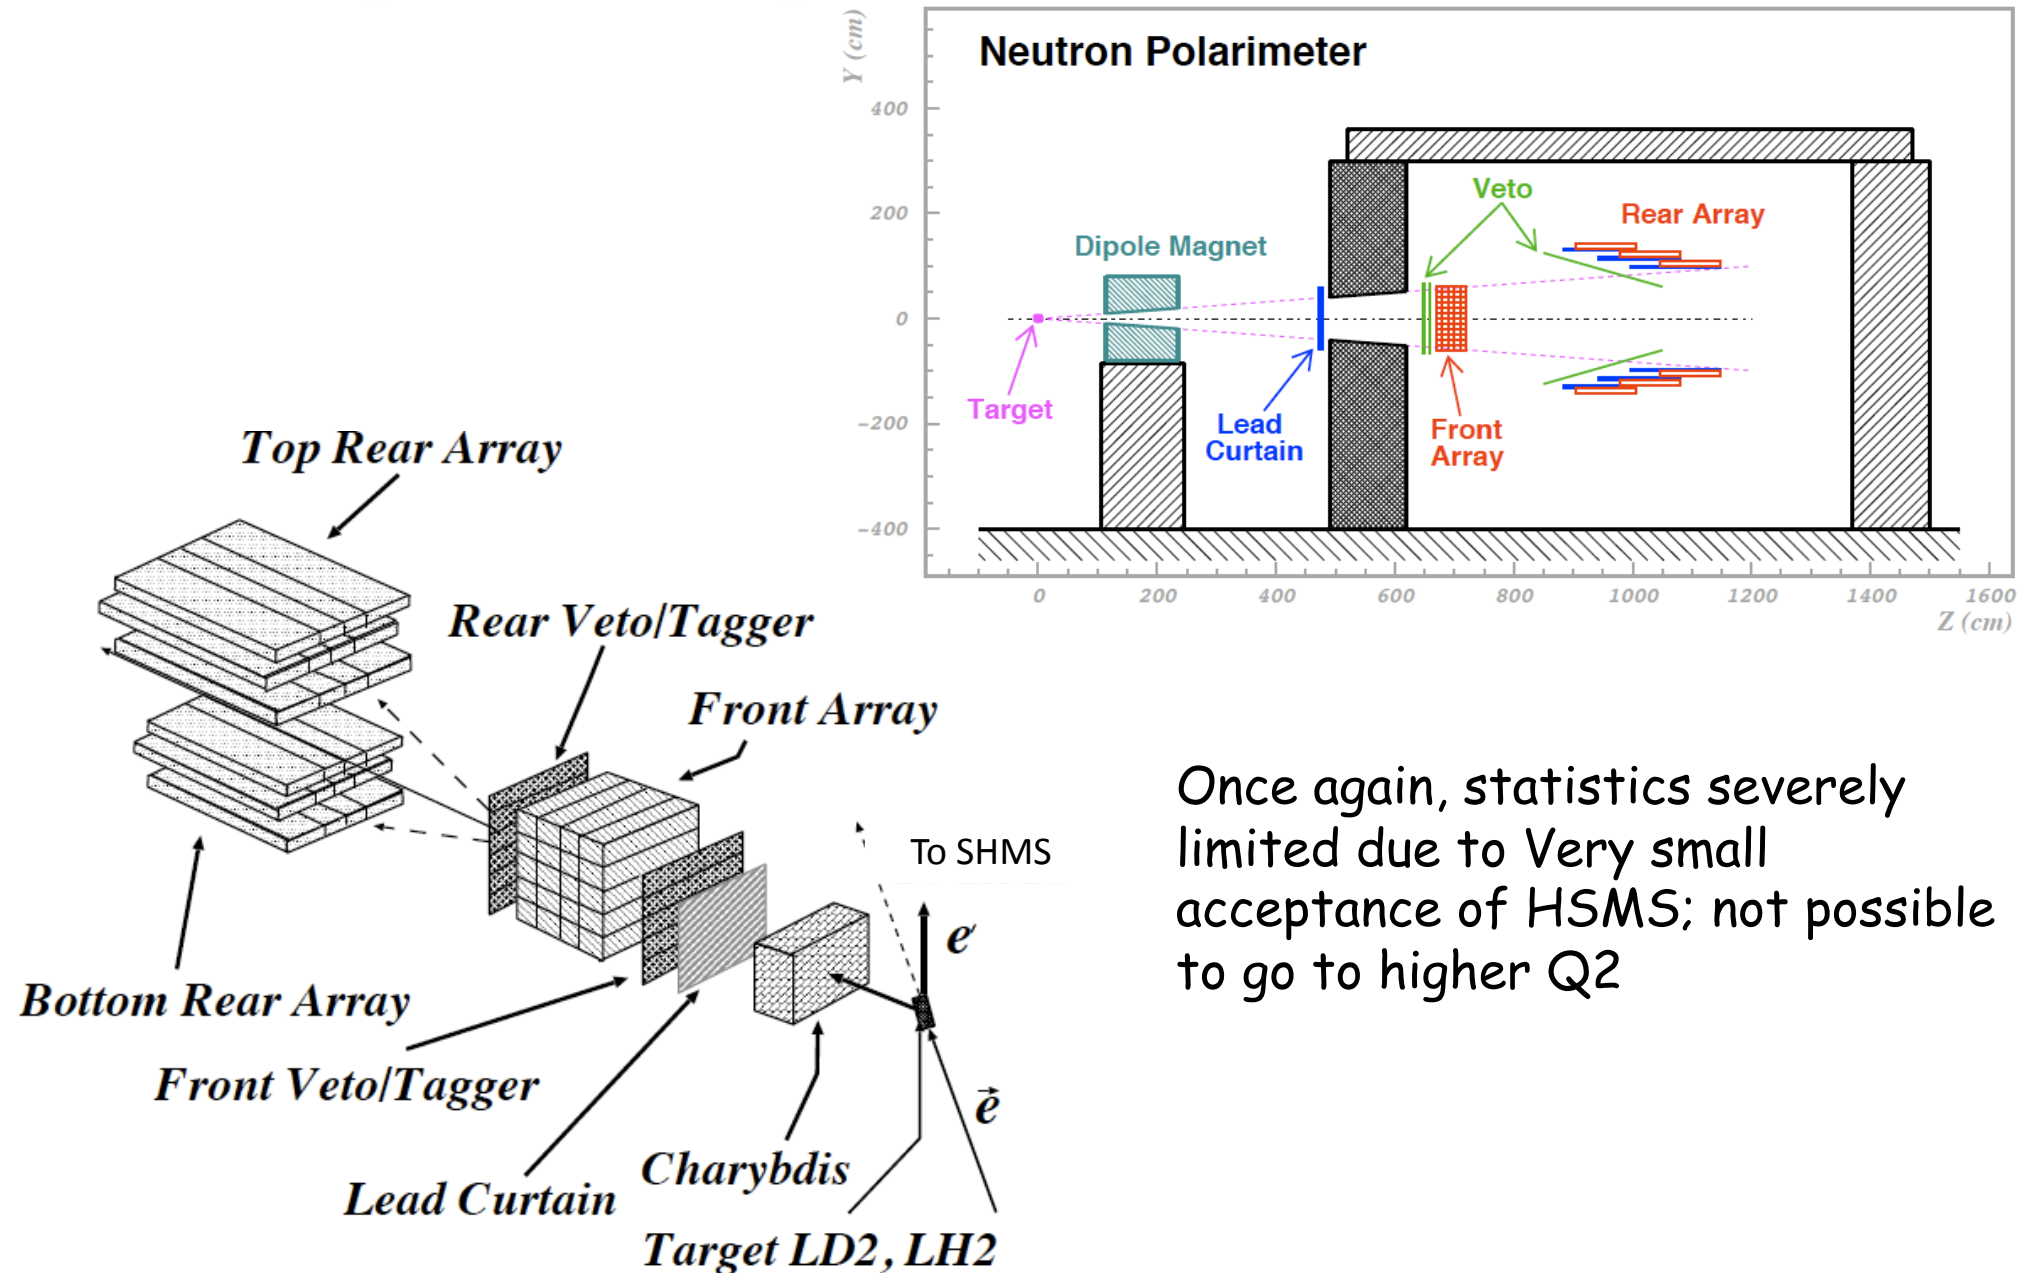 Neutron Polarimeter
Y (cm)
400
200
0
-200
-400
Veto
Rear Array
Dipole Magnet
Target
Lead
Curtain
Front
Array
0
200
400
600
800
1000
1200
1400
1600
Z (cm)
Top Rear Array
Rear Veto/Tagger
Front Array
To SHMS
e′
Bottom Rear Array
Front Veto/Tagger
e⃗
Charybdis
Lead Curtain
Target LD2, LH2
Once again, statistics severely
limited due to Very small
acceptance of HSMS; not possible
to go to higher Q2